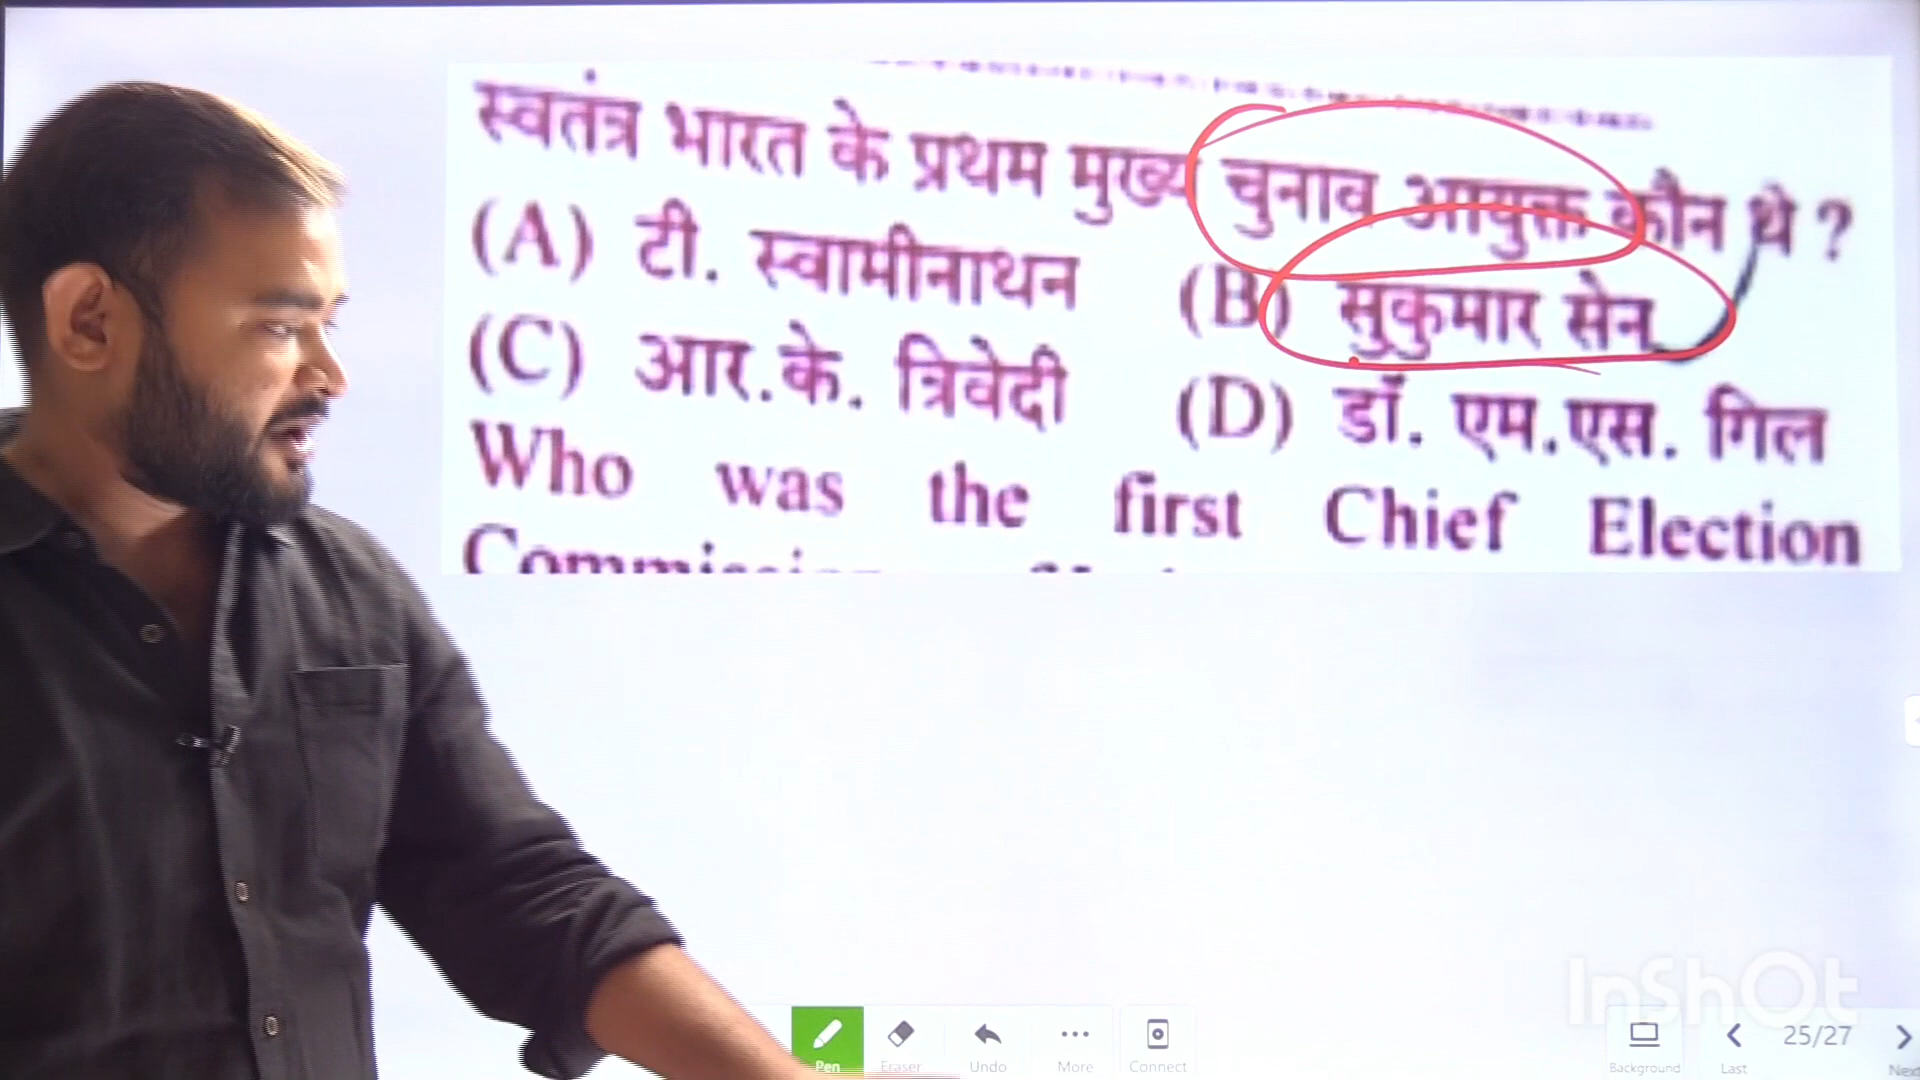 स्वतंत्र भारत के प्रथम मुख्य चुनाव आयुक्त कौन थे ?
(A) टी. स्वामीनाथन (B) सुकुमार सेन
(C) आर.के. त्रिवेदी (D) डॉ. एम.एस. गिल
Who was the first Chief Election
InShOt
Pen Eraser Undo More Connect Background Last 25/27 Next